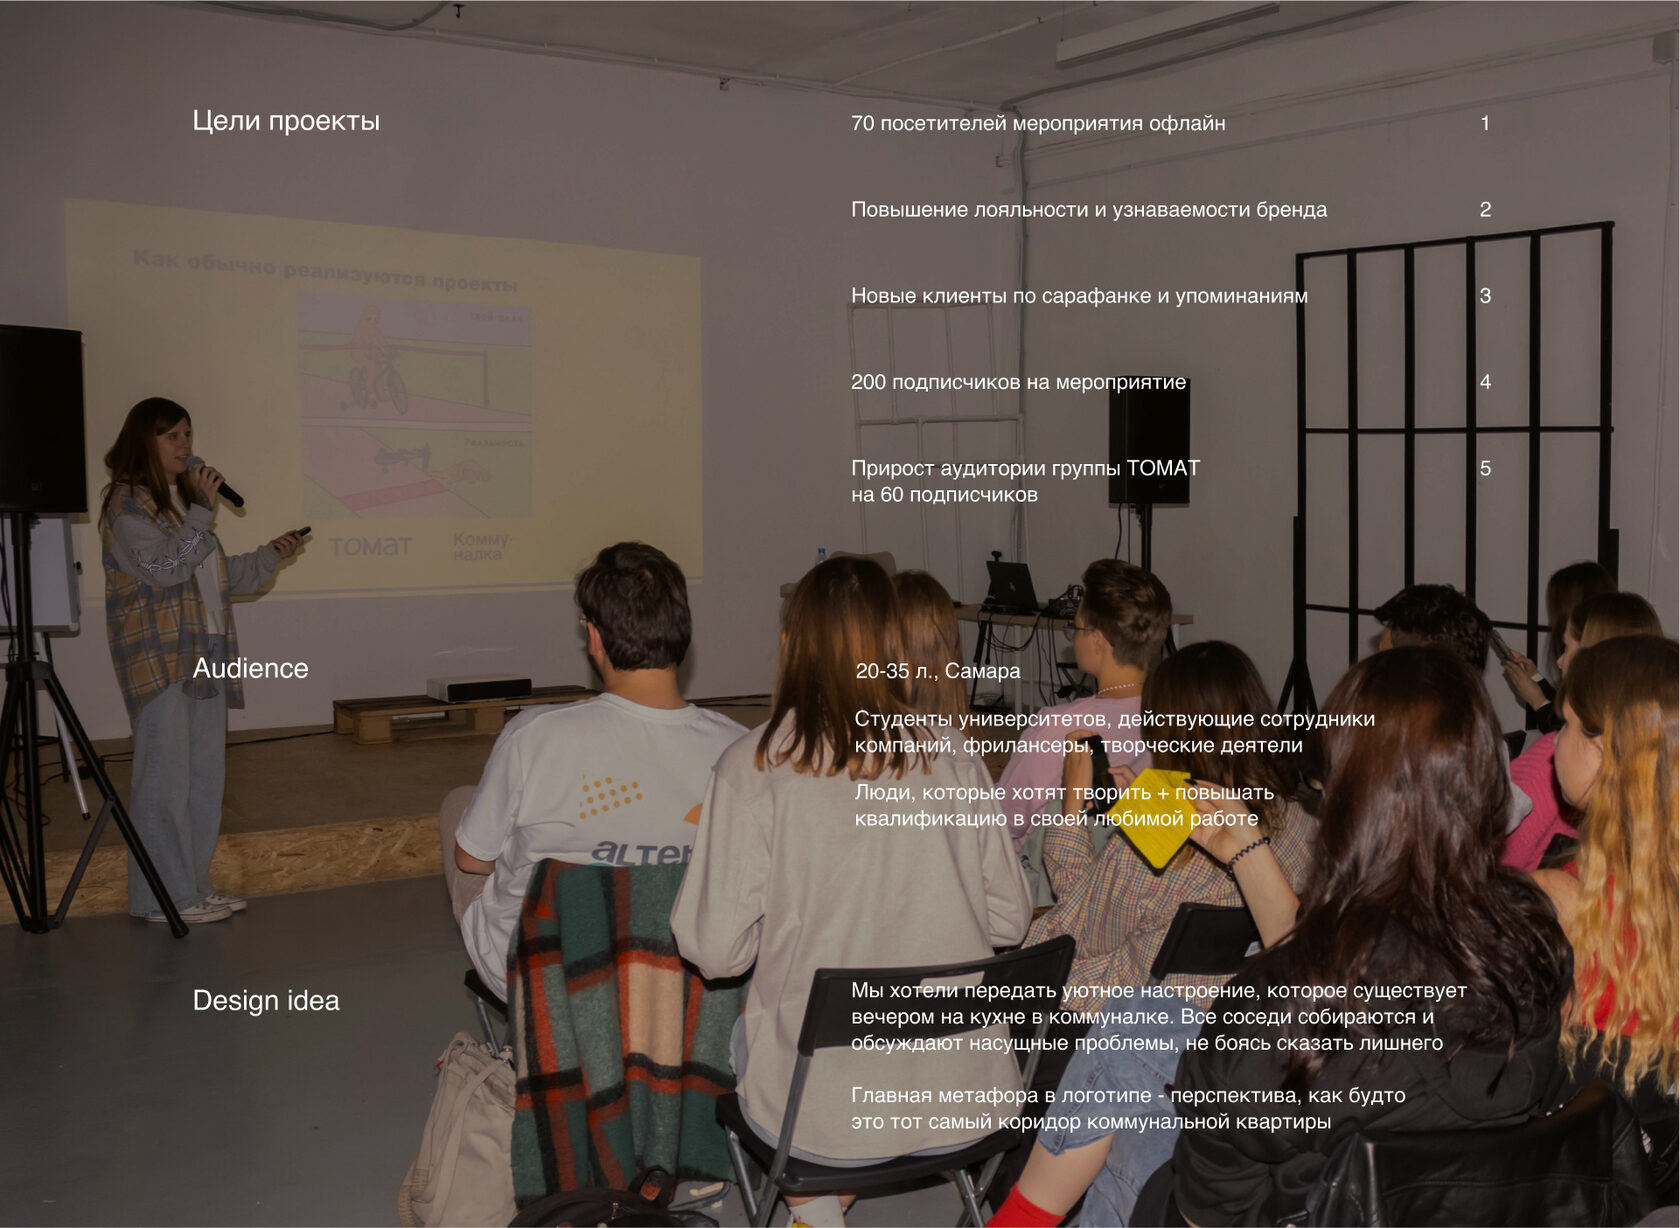 Цели проекты
70 посетителей мероприятия офлайн 1
Повышение лояльности и узнаваемости бренда 2
Новые клиенты по сарафанке и упоминаниям 3
200 подписчиков на мероприятие 4
Прирост аудитории группы ТОМАТ 5
на 60 подписчиков
Как обычно реализуются проекты
твой план
Реальность
томат
Комму-
налка
Audience
20-35 л., Самара
Студенты университетов, действующие сотрудники
компаний, фрилансеры, творческие деятели
Люди, которые хотят творить + повышать
квалификацию в своей любимой работе
Design idea
Мы хотели передать уютное настроение, которое существует
вечером на кухне в коммуналке. Все соседи собираются и
обсуждают насущные проблемы, не боясь сказать лишнего
Главная метафора в логотипе - перспектива, как будто
это тот самый коридор коммунальной квартиры